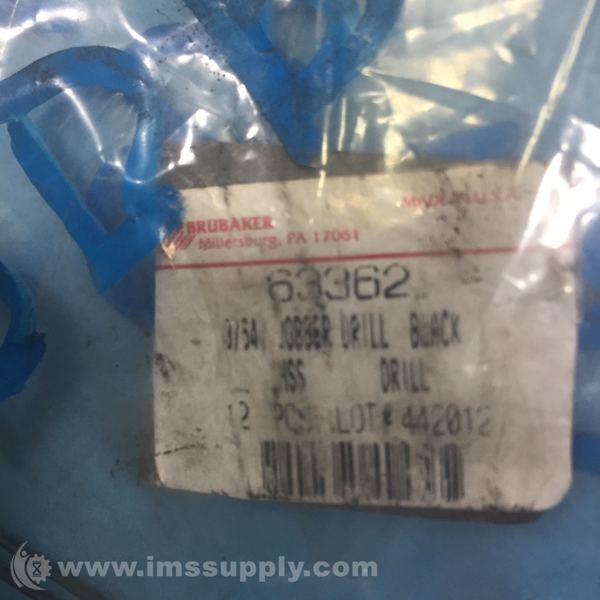 BRUBAKER
Millersburg, PA 17061
MADE IN U.S.A.
63362
JOBBER DRILL BLACK
HSS DRILL
12 PCS LOT# 442012
www.imssupply.com